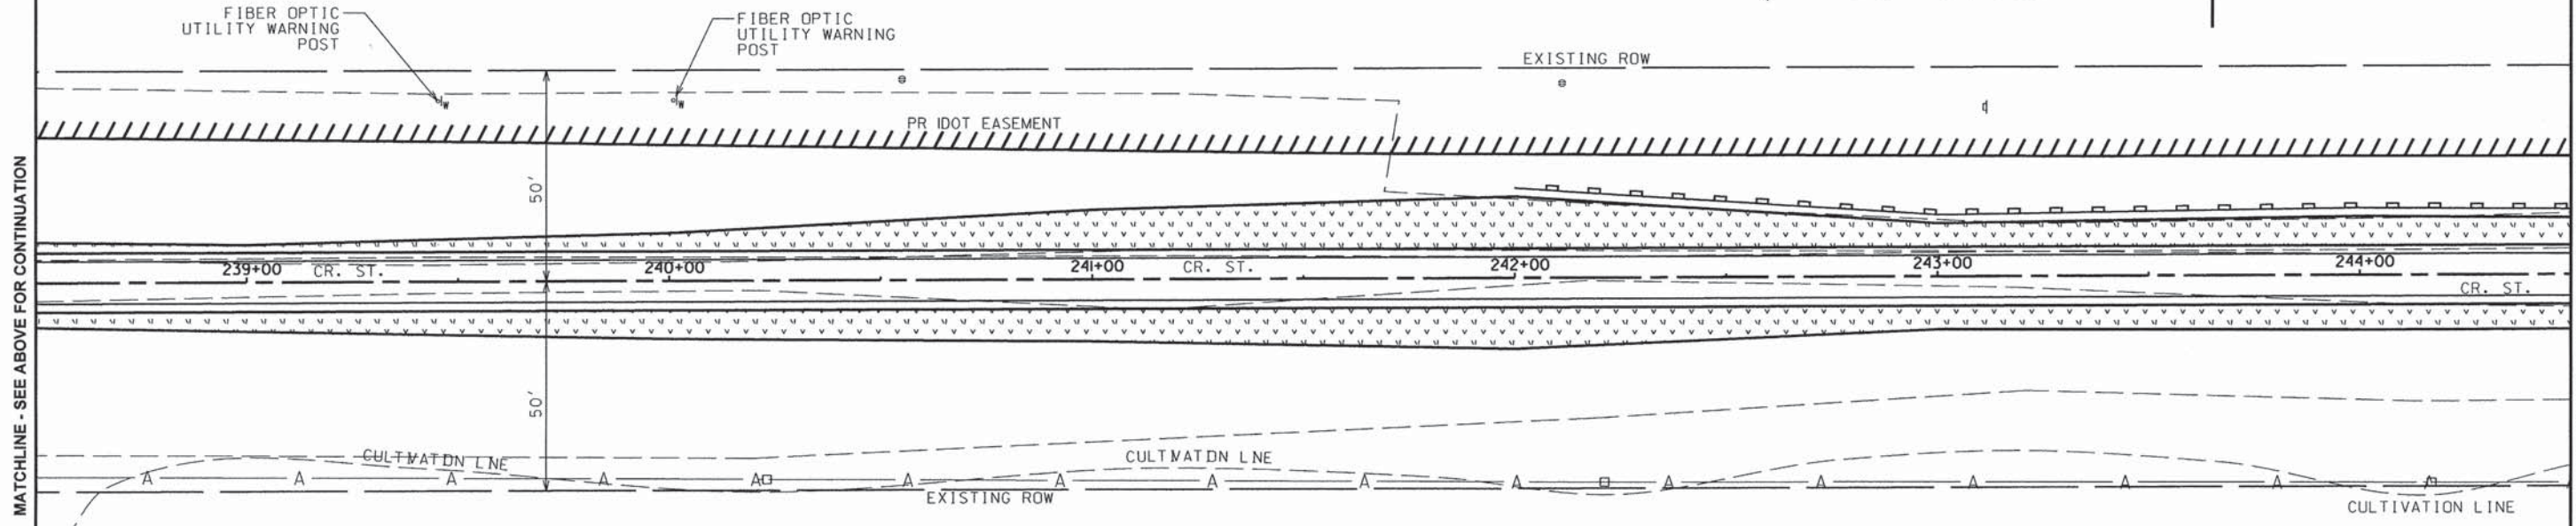 FIBER OPTIC
UTILITY WARNING
POST
FIBER OPTIC
UTILITY WARNING
POST
EXISTING ROW
W
W
PR IDOT EASEMENT
MATCHLINE - SEE ABOVE FOR CONTINUATION
50'
239+00
CR. ST.
240+00
241+00
CR. ST.
242+00
243+00
244+00
CR. ST.
50'
CULTIVATION LINE
CULTIVATION LINE
A A A A A A A A A A A A A A A A
EXISTING ROW
CULTIVATION LINE